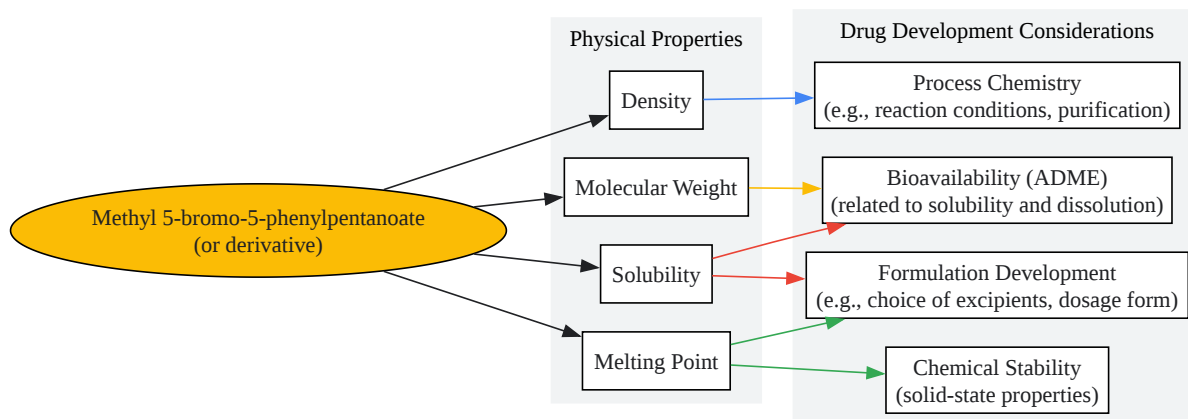 Methyl 5-bromo-5-phenylpentanoate
(or derivative)
Physical Properties
Density
Molecular Weight
Solubility
Melting Point
Drug Development Considerations
Process Chemistry
(e.g., reaction conditions, purification)
Bioavailability (ADME)
(related to solubility and dissolution)
Formulation Development
(e.g., choice of excipients, dosage form)
Chemical Stability
(solid-state properties)